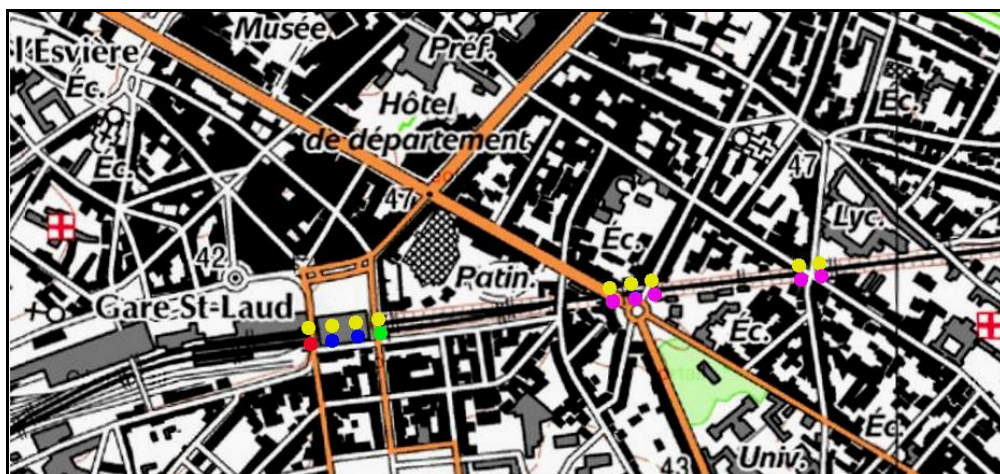 Musée
l'Esvière
Préf.
Éc.
Hôtel
de département
Éc.
Éc.
47
47
Lyc.
Éc.
42
Patin.
Gare St-Laud
Éc.
Éc.
Univ.
43